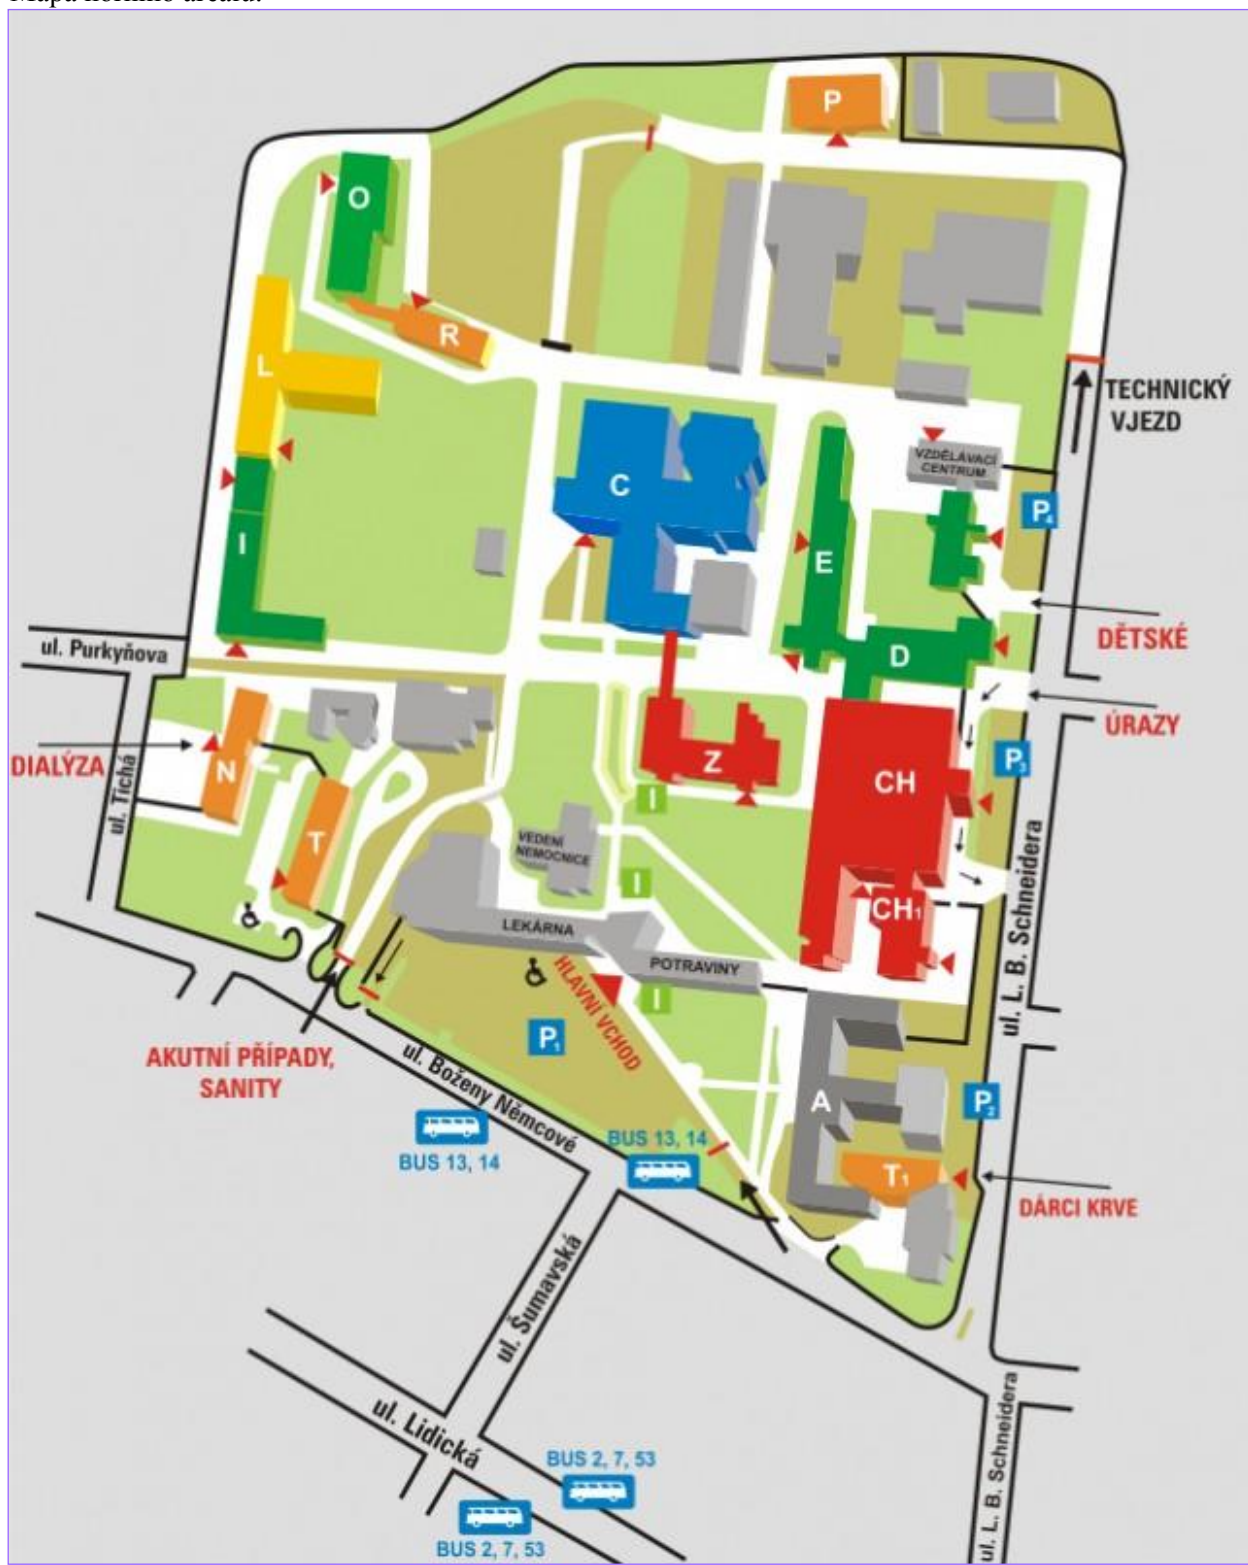 Mapa horního areálu.
P
O
R
L
TECHNICKÝ
VJEZD
VZDĚLÁVACÍ
CENTRUM
C
P4
I
E
DĚTSKÉ
ul. Purkyňova
D
ÚRAZY
DIALÝZA
N
Z
CH
P3
ul. Tichá
I
T
VEDENÍ
NEMOCNICE
I
CH1
ul. L. B. Schneidera
LEKÁRNA
POTRAVINY
HLAVNÍ VCHOD
I
P1
AKUTNÍ PŘÍPADY,
SANITY
ul. Boženy Němcové
A
P2
BUS 13, 14
BUS 13, 14
T1
DÁRCI KRVE
ul. Šumavská
ul. Lidická
ul. L. B. Schneidera
BUS 2, 7, 53
BUS 2, 7, 53